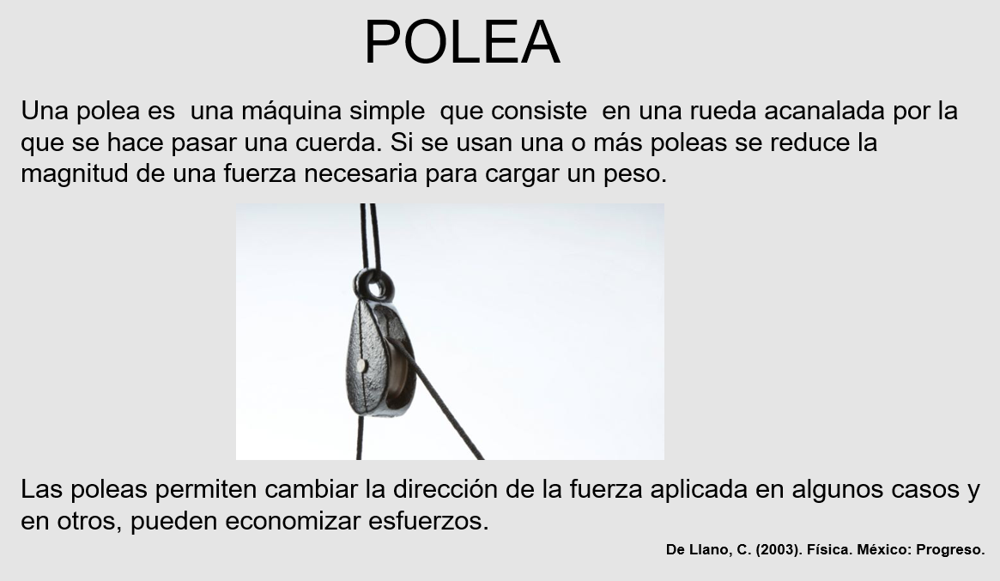 POLEA
Una polea es  una máquina simple  que consiste  en una rueda acanalada por la
que se hace pasar una cuerda. Si se usan una o más poleas se reduce la
magnitud de una fuerza necesaria para cargar un peso.
Las poleas permiten cambiar la dirección de la fuerza aplicada en algunos casos y
en otros, pueden economizar esfuerzos.
De Llano, C. (2003). Física. México: Progreso.